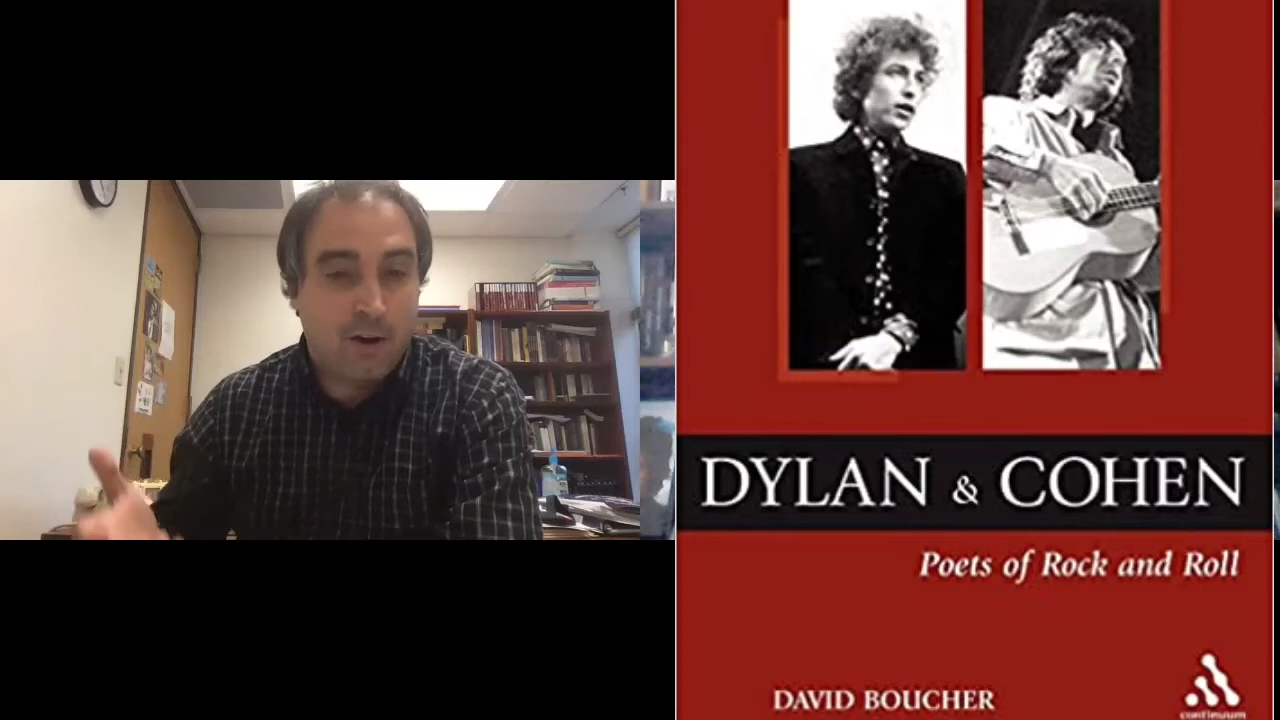 DYLAN & COHEN
Poets of Rock and Roll
DAVID BOUCHER
continuum